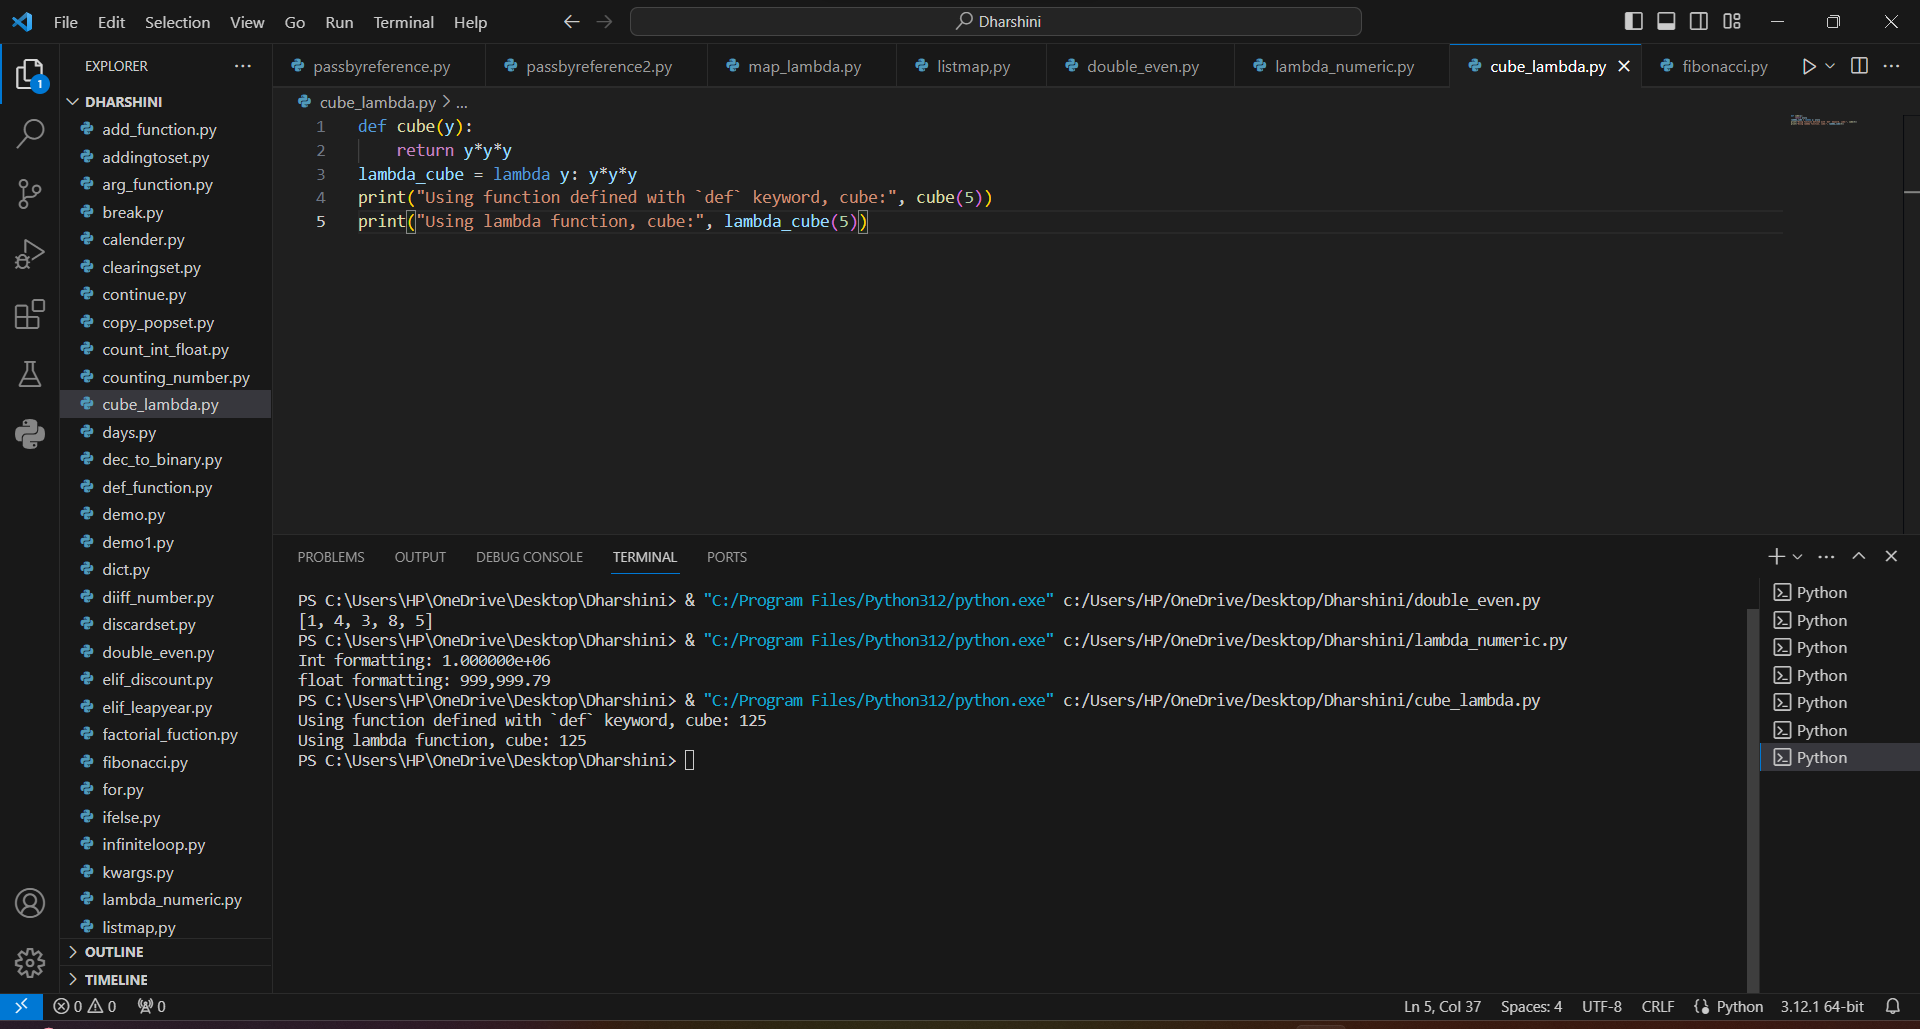 File Edit Selection View Go Run Terminal Help
Dharshini
EXPLORER
passbyreference.py passbyreference2.py map_lambda.py listmap,py double_even.py lambda_numeric.py cube_lambda.py fibonacci.py
1
DHARSHINI
add_function.py
addingtoset.py
arg_function.py
break.py
calender.py
clearingset.py
continue.py
copy_popset.py
count_int_float.py
counting_number.py
cube_lambda.py
days.py
dec_to_binary.py
def_function.py
demo.py
demo1.py
dict.py
diiff_number.py
discardset.py
double_even.py
elif_discount.py
elif_leapyear.py
factorial_fuction.py
fibonacci.py
for.py
ifelse.py
infiniteloop.py
kwargs.py
lambda_numeric.py
listmap,py
OUTLINE
TIMELINE
cube_lambda.py > ...
1 def cube(y):
2     return y*y*y
3 lambda_cube = lambda y: y*y*y
4 print("Using function defined with `def` keyword, cube:", cube(5))
5 print("Using lambda function, cube:", lambda_cube(5))
PROBLEMS OUTPUT DEBUG CONSOLE TERMINAL PORTS
PS C:\Users\HP\OneDrive\Desktop\Dharshini> & "C:/Program Files/Python312/python.exe" c:/Users/HP/OneDrive/Desktop/Dharshini/double_even.py
[1, 4, 3, 8, 5]
PS C:\Users\HP\OneDrive\Desktop\Dharshini> & "C:/Program Files/Python312/python.exe" c:/Users/HP/OneDrive/Desktop/Dharshini/lambda_numeric.py
Int formatting: 1.000000e+06
float formatting: 999,999.79
PS C:\Users\HP\OneDrive\Desktop\Dharshini> & "C:/Program Files/Python312/python.exe" c:/Users/HP/OneDrive/Desktop/Dharshini/cube_lambda.py
Using function defined with `def` keyword, cube: 125
Using lambda function, cube: 125
PS C:\Users\HP\OneDrive\Desktop\Dharshini>
Python
Python
Python
Python
Python
Python
Python
0 0 0 Ln 5, Col 37 Spaces: 4 UTF-8 CRLF Python 3.12.1 64-bit